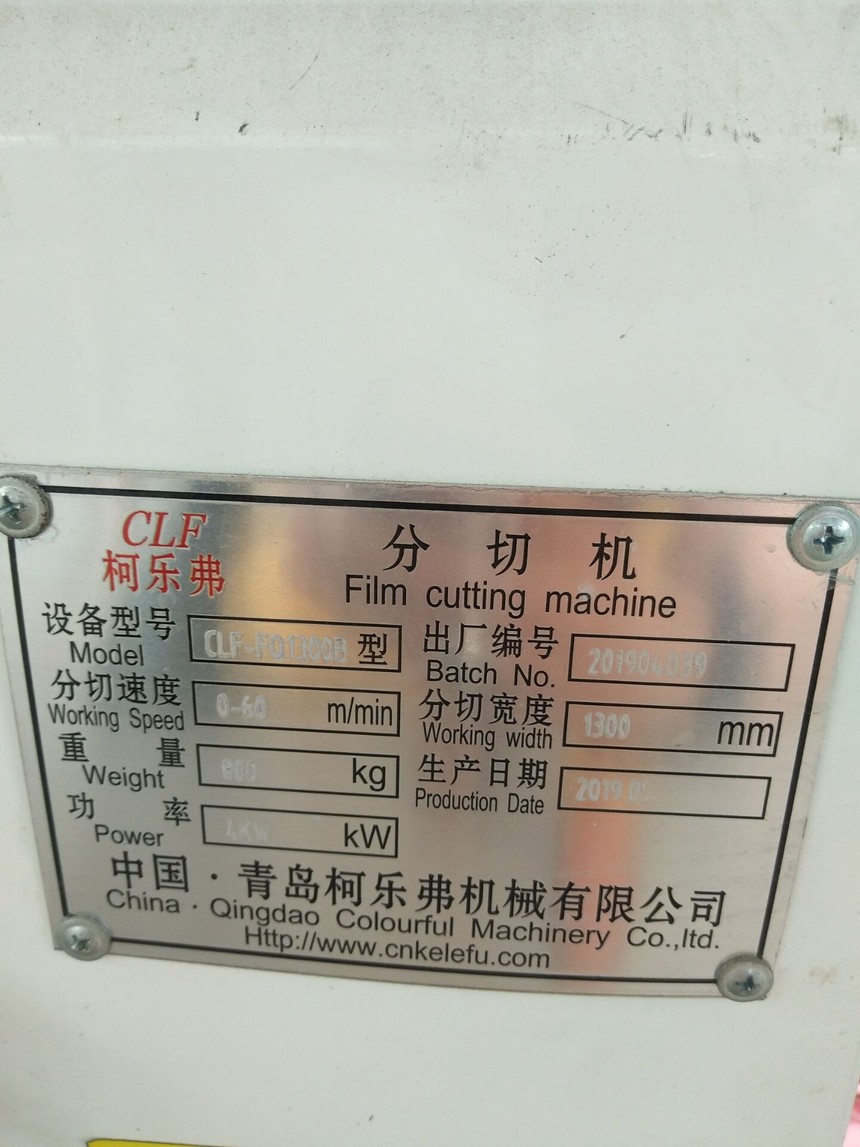 CLF
柯乐弗
分切机
Film cutting machine
设备型号 CLF-FQ1300B 型
Model
出厂编号 201904039
Batch No.
分切速度 0-60 m/min
Working Speed
分切宽度 1300 mm
Working width
重量 kg
Weight
生产日期 2019
Production Date
功率 4KW kW
Power
中国·青岛柯乐弗机械有限公司
China · Qingdao Colourful Machinery Co.,ltd.
Http://www.cnkelefu.com